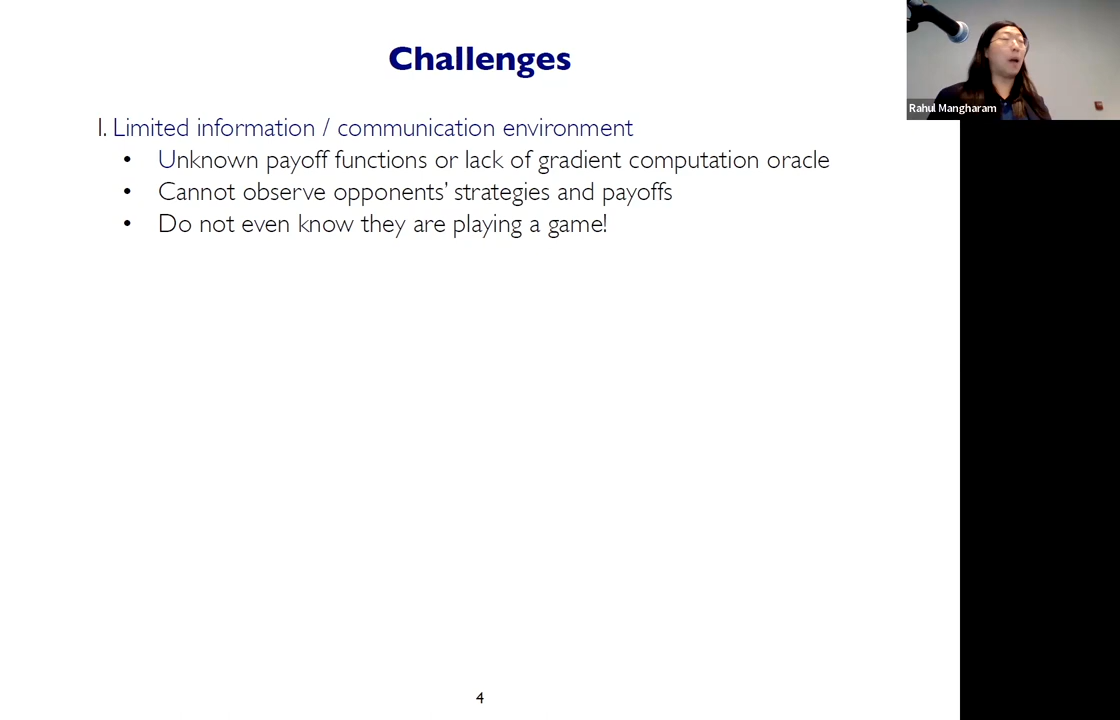 Challenges
Rahul Mangharam
1. Limited information / communication environment
• Unknown payoff functions or lack of gradient computation oracle
• Cannot observe opponents’ strategies and payoffs
• Do not even know they are playing a game!
4